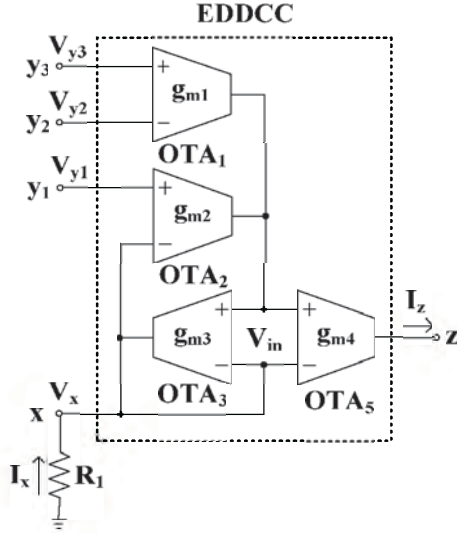 EDDCC
Vy3
y3
+
gm1
Vy2
y2
−
OTA1
Vy1
y1
+
gm2
−
OTA2
+
+
Iz
gm3
Vin
gm4
z
−
−
OTA3
OTA5
Vx
x
Ix
R1